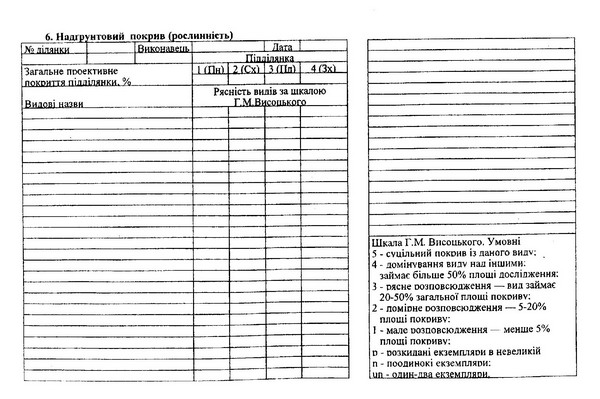 6. Надґрунтовий покрив (рослинність)
№ ділянки Виконавець Дата
Підділянка
Загальне проективне покриття підділянки, % 1 (Пн) 2 (Сх) 3 (Пд) 4 (Зх)
Видові назви Рясність видів за шкалою Г.М.Висоцького
Шкала Г.М. Висоцького. Умовні
5 - суцільний покрив із даного виду;
4 - домінування виду над іншими;
займає більше 50% площі дослідження;
3 - рясне розповсюдження — вид займає
20-50% загальної площі покриву;
2 - помірне розповсюдження — 5-20%
площі покриву;
1 - мале розповсюдження — менше 5%
площі покриву;
р - розкидані екземпляри в невеликій
п - поодинокі екземпляри;
уп - один-два екземпляри.